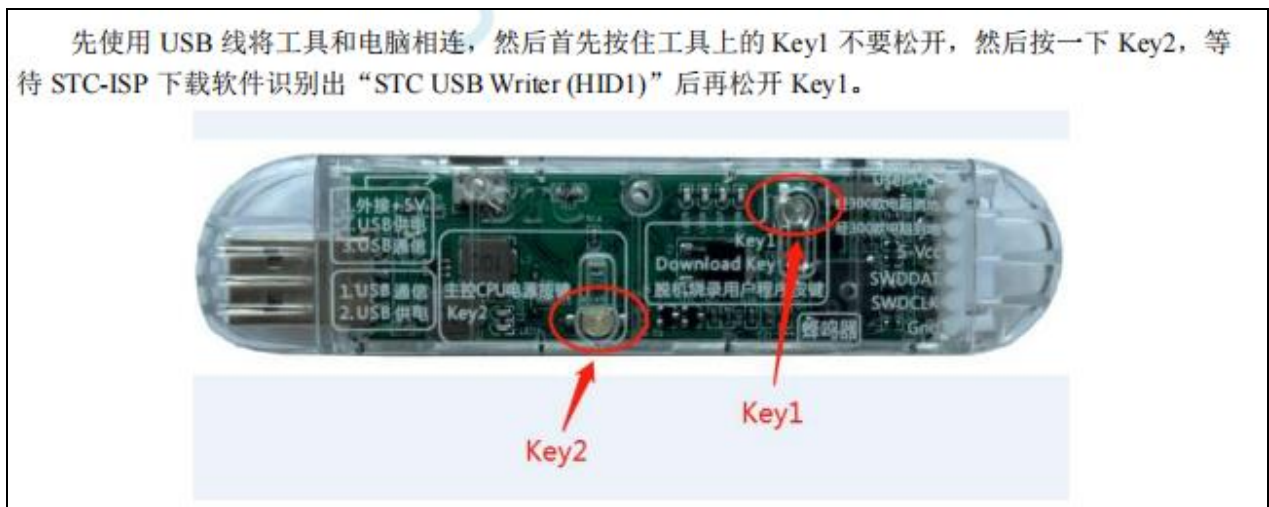 先使用 USB 线将工具和电脑相连，然后首先按住工具上的 Key1 不要松开，然后按一下 Key2，等
待 STC-ISP 下载软件识别出“STC USB Writer (HID1)”后再松开 Key1。
1.外接+5V
2.USB供电
3.USB通信
1.USB 通信
2.USB 供电
主控CPU电源按键
Key2
Key1
Download Key
脱机烧录用户程序按键
蜂鸣器
S-Vcc
SWDDAT
SWDCLK
Gnd
Key1
Key2